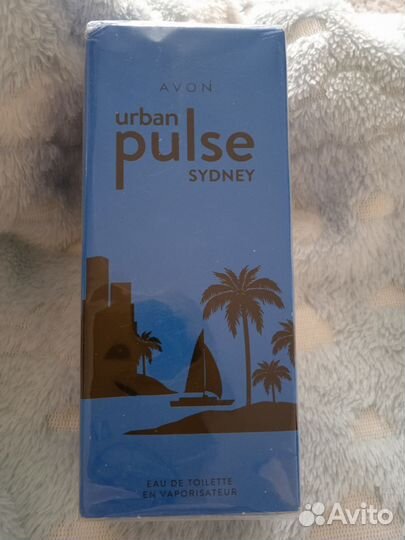 AVON
urban
pulse
SYDNEY
EAU DE TOILETTE
EN VAPORISATEUR
Avito